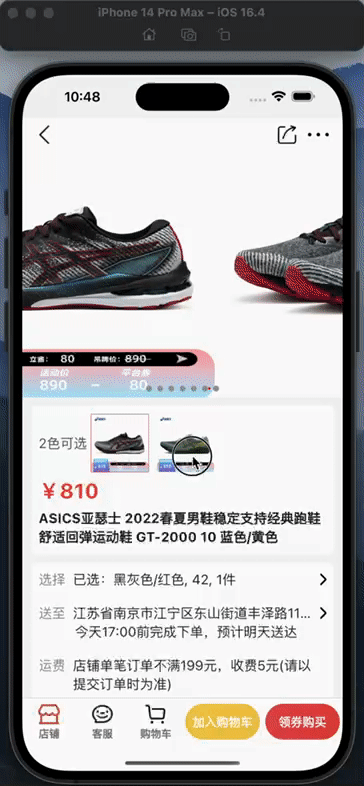 iPhone 14 Pro Max – iOS 16.4
10:48
立省： 80 吊牌价：890
活动价 平台券
890 — 80
2色可选
￥810
ASICS亚瑟士 2022春夏男鞋稳定支持经典跑鞋
舒适回弹运动鞋 GT-2000 10 蓝色/黄色
选择 已选：黑灰色/红色, 42, 1件
送至 江苏省南京市江宁区东山街道丰泽路11...
今天17:00前完成下单，预计明天送达
运费 店铺单笔订单不满199元，收费5元(请以
提交订单时为准)
店铺 客服 购物车 加入购物车 领券购买